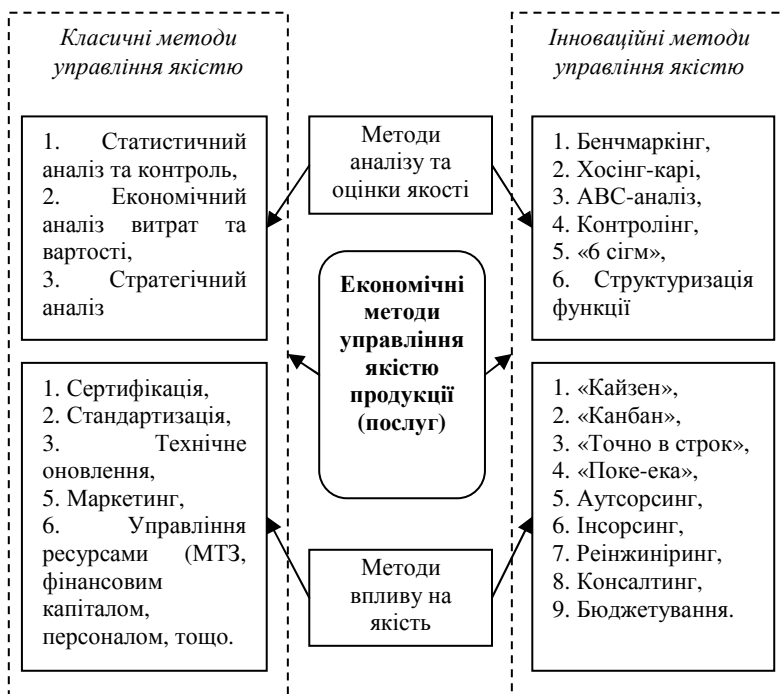 Класичні методи
управління якістю
1. Статистичний
аналіз та контроль,
2. Економічний
аналіз витрат та
вартості,
3. Стратегічний
аналіз
1. Сертифікація,
2. Стандартизація,
3. Технічне
оновлення,
5. Маркетинг,
6. Управління
ресурсами (МТЗ,
фінансовим
капіталом,
персоналом, тощо.
Методи
аналізу та
оцінки якості
Економічні
методи
управління
якістю
продукції
(послуг)
Методи
впливу на
якість
Інноваційні методи
управління якістю
1. Бенчмаркінг,
2. Хосінг-карі,
3. АВС-аналіз,
4. Контролінг,
5. «6 сігм»,
6. Структуризація
функції
1. «Кайзен»,
2. «Канбан»,
3. «Точно в строк»,
4. «Поке-ека»,
5. Аутсорсинг,
6. Інсорсинг,
7. Реінжиніринг,
8. Консалтинг,
9. Бюджетування.